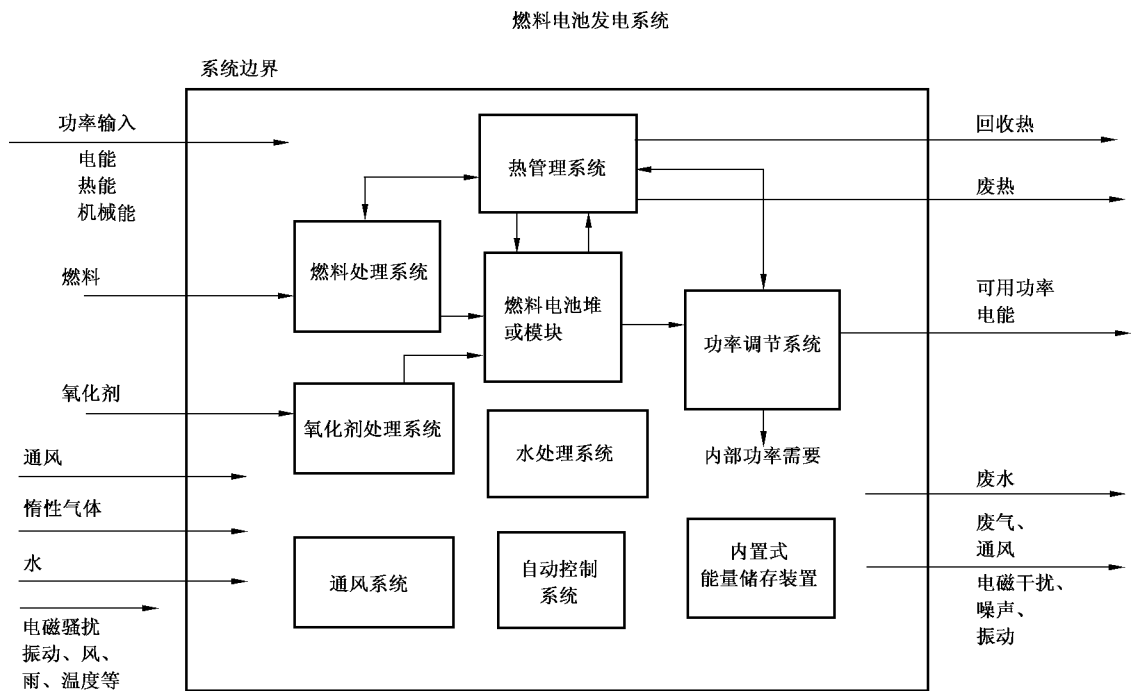 燃料电池发电系统
系统边界
功率输入
电能
热能
机械能
燃料
氧化剂
通风
惰性气体
水
电磁骚扰
振动、风、
雨、温度等
热管理系统
燃料处理系统
燃料电池堆
或模块
功率调节系统
氧化剂处理系统
水处理系统
内部功率需要
通风系统
自动控制
系统
内置式
能量储存装置
回收热
废热
可用功率
电能
废水
废气、
通风
电磁干扰、
噪声、
振动